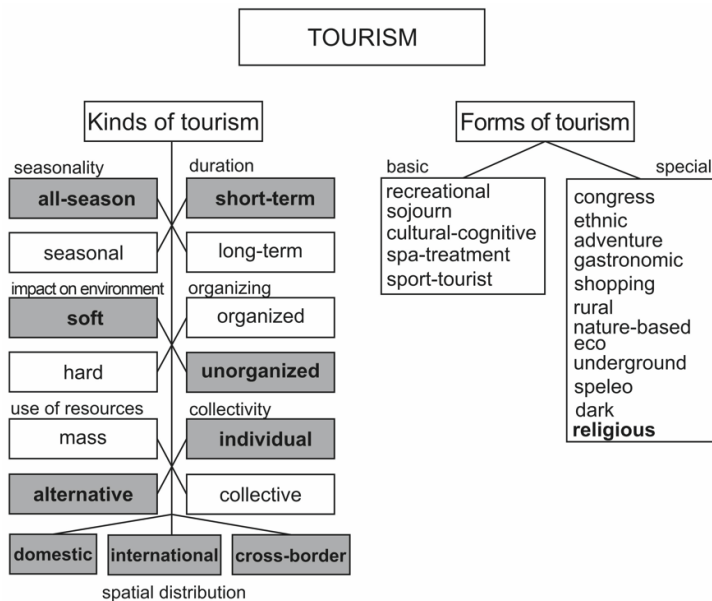 TOURISM
Kinds of tourism
Forms of tourism
seasonality
duration
all-season
short-term
seasonal
long-term
impact on environment
organizing
soft
organized
hard
unorganized
use of resources
collectivity
mass
individual
alternative
collective
domestic
international
cross-border
spatial distribution
basic
recreational
sojourn
cultural-cognitive
spa-treatment
sport-tourist
special
congress
ethnic
adventure
gastronomic
shopping
rural
nature-based
eco
underground
speleo
dark
religious